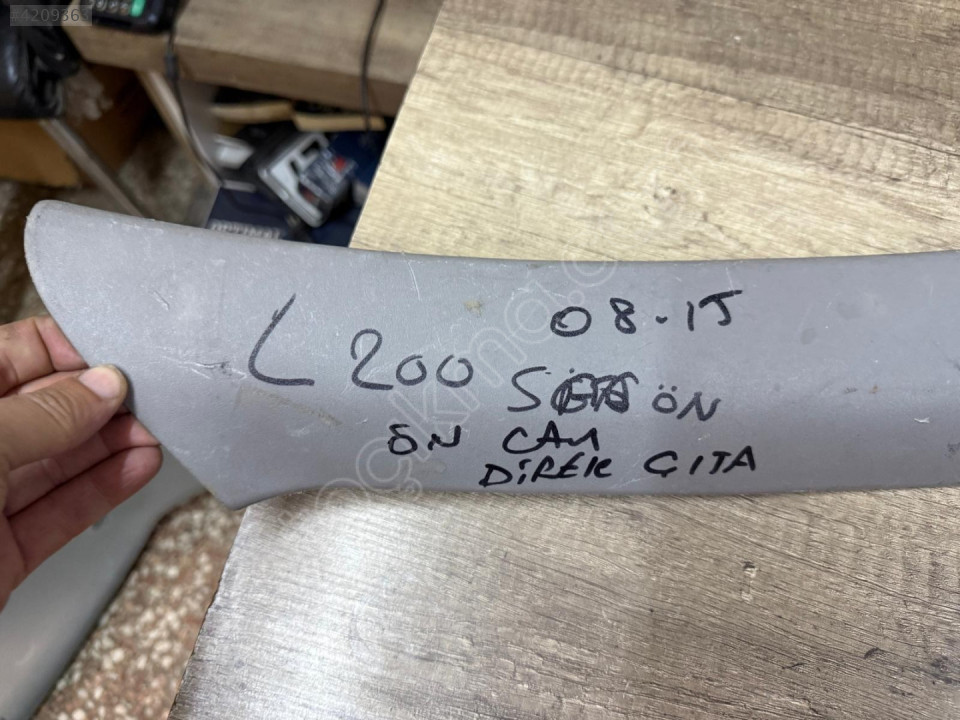 L200
08-15
S ÖN
ÖN CAM
DİREK ÇITA